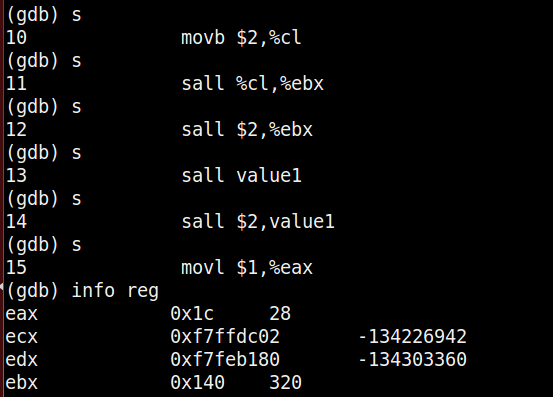 (gdb) s
10 movb $2,%cl
(gdb) s
11 sall %cl,%ebx
(gdb) s
12 sall $2,%ebx
(gdb) s
13 sall value1
(gdb) s
14 sall $2,value1
(gdb) s
15 movl $1,%eax
(gdb) info reg
eax 0x1c 28
ecx 0xf7ffdc02 -134226942
edx 0xf7feb180 -134303360
ebx 0x140 320